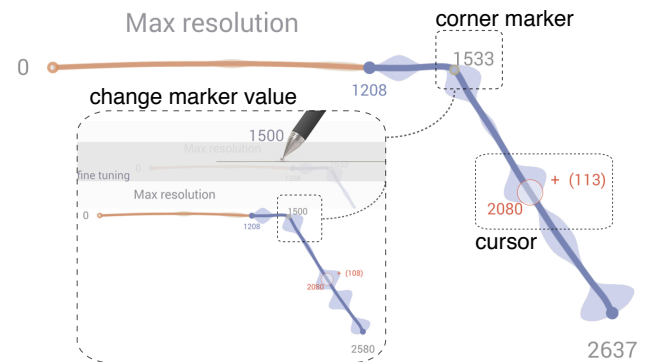 Max resolution
corner marker
0
1533
1208
change marker value
1500
Max resolution
1208
fine tuning
+ (113)
Max resolution
2080
0
1500
1208
cursor
+ (108)
2080
2580
2637